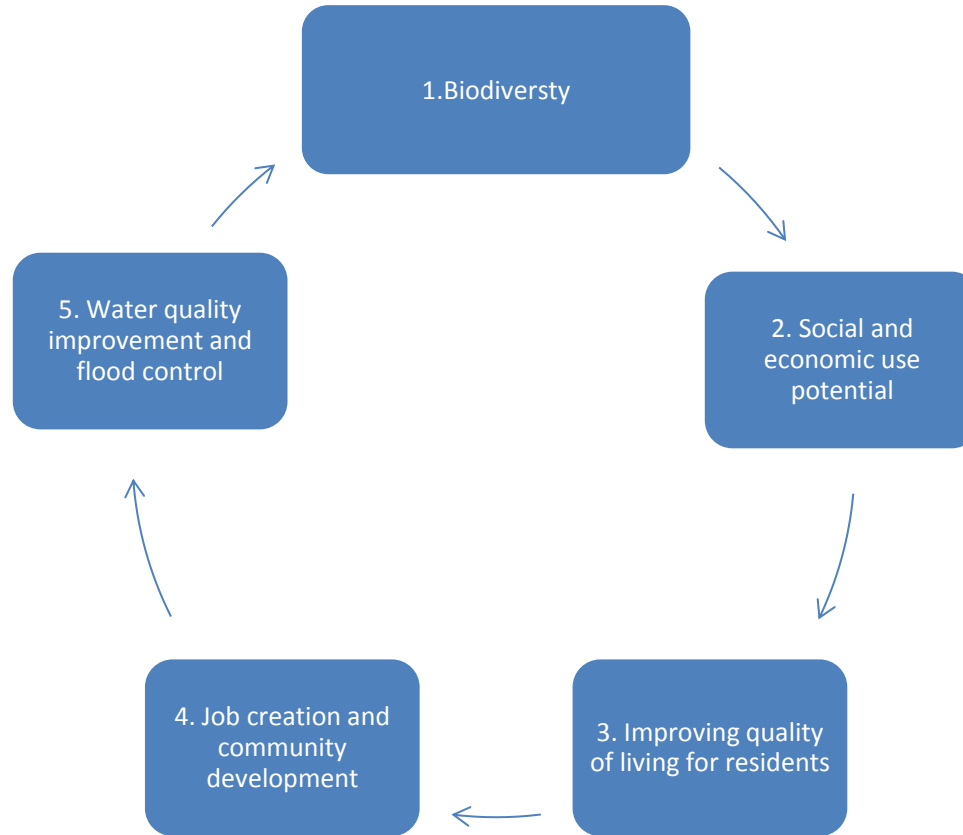 1.Biodiversty
2. Social and
economic use
potential
3. Improving quality
of living for residents
4. Job creation and
community
development
5. Water quality
improvement and
flood control